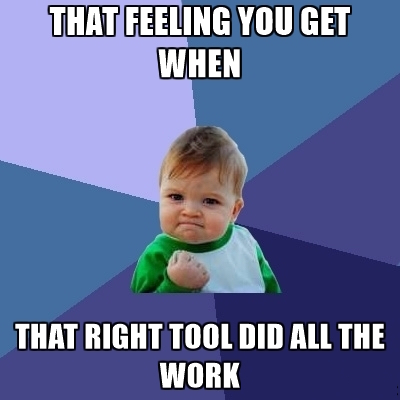 THAT FEELING YOU GET
WHEN
THAT RIGHT TOOL DID ALL THE
WORK